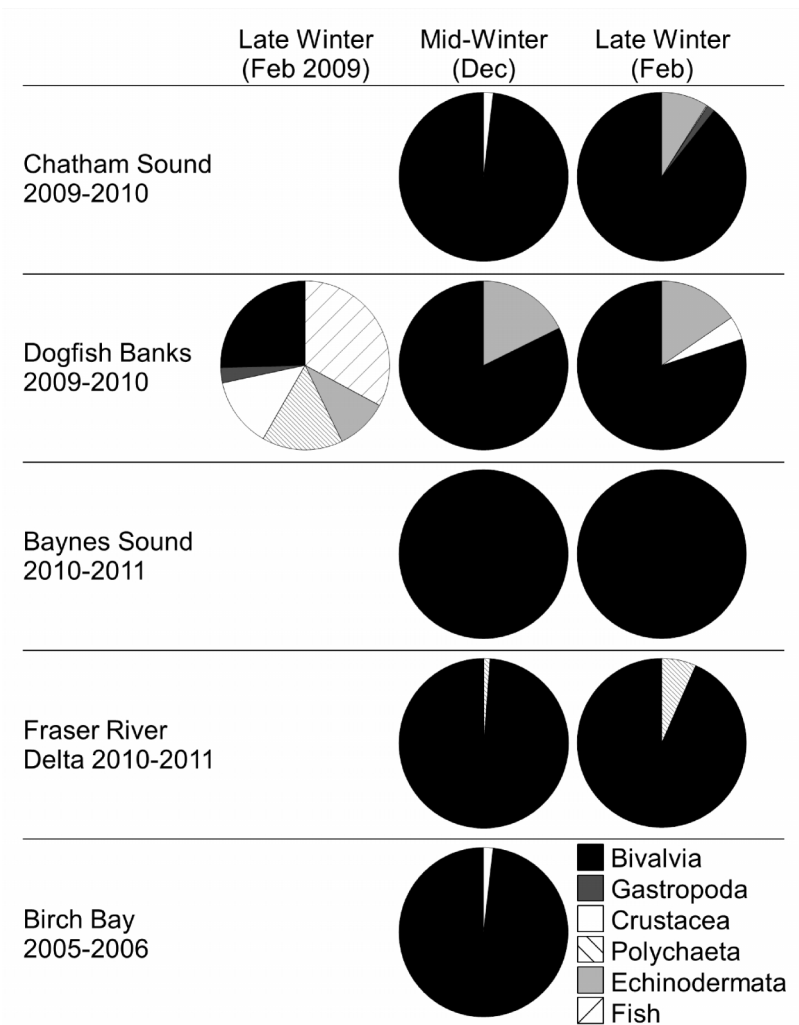 Late Winter
(Feb 2009)
Mid-Winter
(Dec)
Late Winter
(Feb)
Chatham Sound
2009-2010
Dogfish Banks
2009-2010
Baynes Sound
2010-2011
Fraser River
Delta 2010-2011
Birch Bay
2005-2006
Bivalvia
Gastropoda
Crustacea
Polychaeta
Echinodermata
Fish